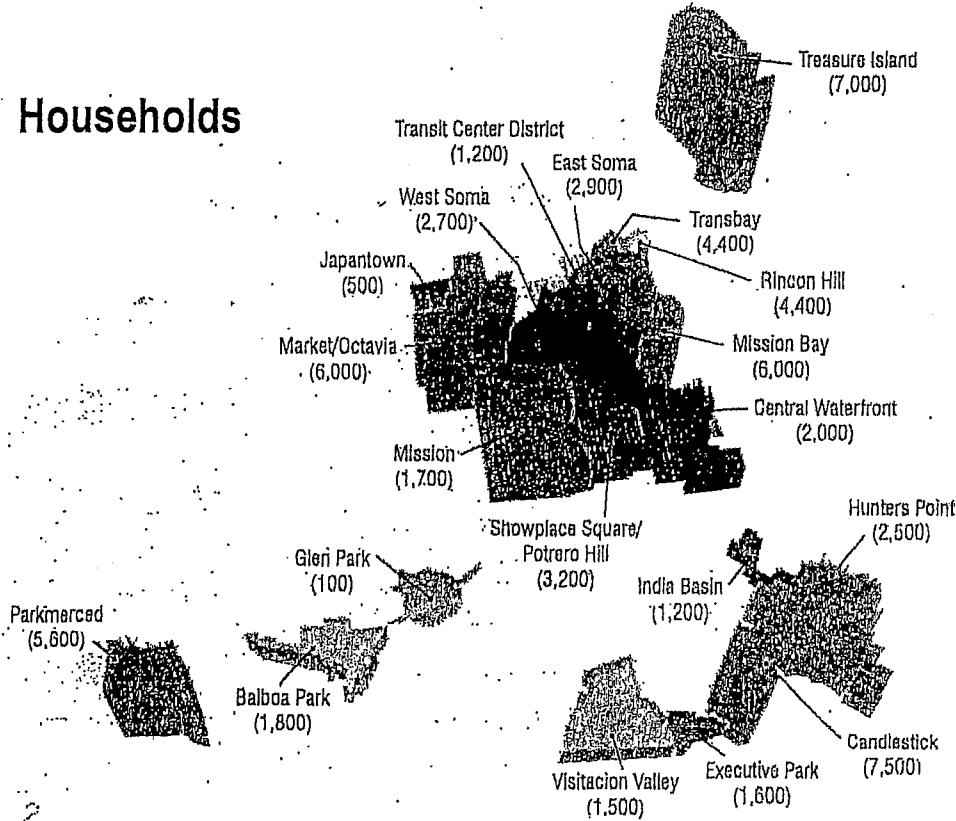 Households
Treasure Island
(7,000)
Transit Center District
(1,200)
East Soma
(2,900)
West Soma
(2,700)
Transbay
(4,400)
Japantown
(500)
Rincon Hill
(4,400)
Market/Octavia
(6,000)
Mission Bay
(6,000)
Central Waterfront
(2,000)
Mission
(1,700)
Showplace Square/
Potrero Hill
(3,200)
Hunters Point
(2,500)
Glen Park
(100)
India Basin
(1,200)
Parkmerced
(5,600)
Balboa Park
(1,800)
Candlestick
(7,500)
Executive Park
(1,600)
Visitacion Valley
(1,500)
2